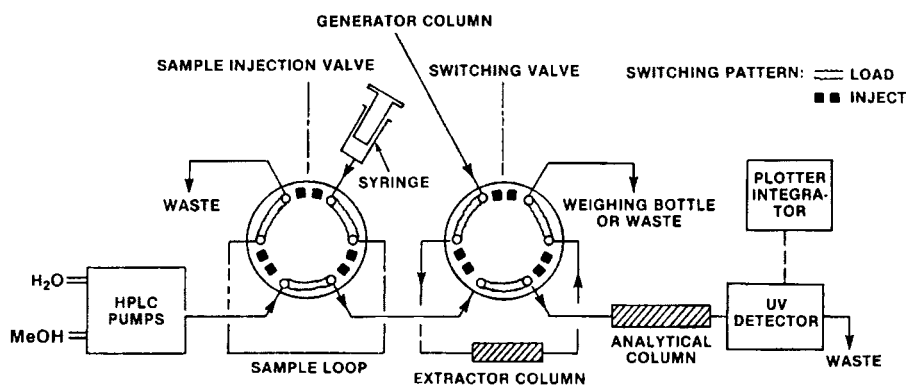 GENERATOR COLUMN
SAMPLE INJECTION VALVE
SWITCHING VALVE
SWITCHING PATTERN:
LOAD
INJECT
SYRINGE
WASTE
WEIGHING BOTTLE
OR WASTE
PLOTTER
INTEGRA-
TOR
H₂O
MeOH
HPLC
PUMPS
SAMPLE LOOP
EXTRACTOR COLUMN
ANALYTICAL
COLUMN
UV
DETECTOR
WASTE